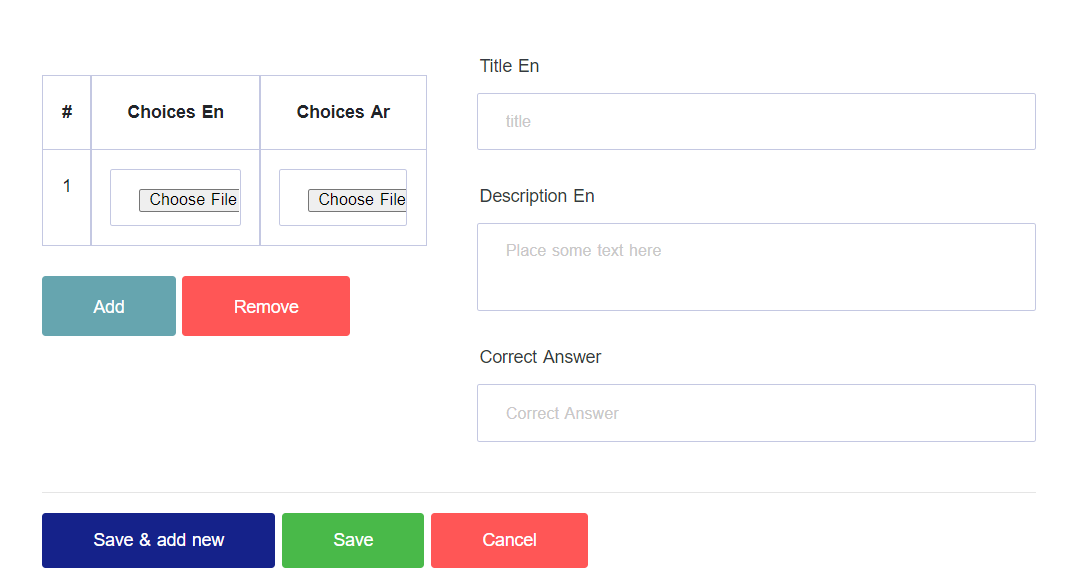 # Choices En Choices Ar
1 Choose File Choose File
Add Remove
Title En
title
Description En
Place some text here
Correct Answer
Correct Answer
Save & add new Save Cancel